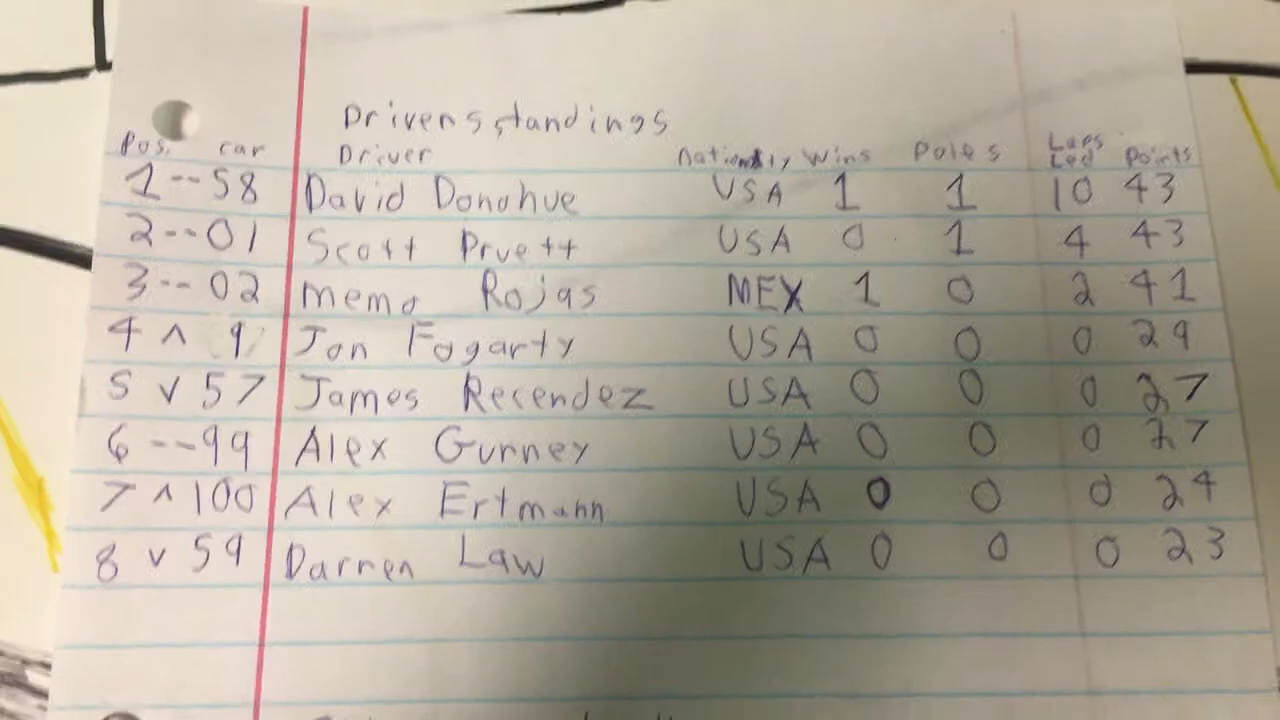 Drivers standings
Pos. car Driver Nationality Wins Poles Laps Led Points
1 -- 58 David Donohue USA 1 1 10 43
2 -- 01 Scott Pruett USA 0 1 4 43
3 -- 02 Memo Rojas MEX 1 0 2 41
4 ^ 9 Jon Fogarty USA 0 0 0 29
5 v 57 James Recendez USA 0 0 0 27
6 -- 99 Alex Gurney USA 0 0 0 27
7 ^ 100 Alex Ertmann USA 0 0 0 24
8 v 59 Darren Law USA 0 0 0 23